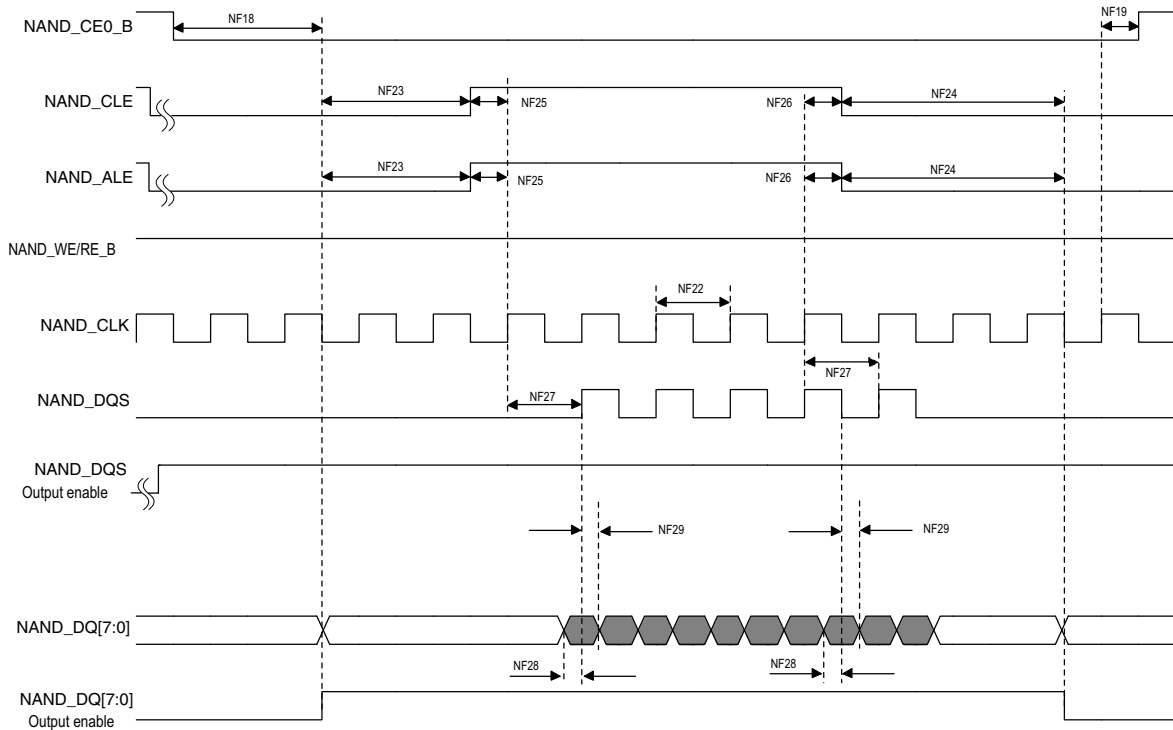 NF18
NF19
NAND_CE0_B
NF23
NF25
NF26
NF24
NAND_CLE
NF23
NF25
NF26
NF24
NAND_ALE
NAND_WE/RE_B
NF22
NAND_CLK
NF27
NF27
NAND_DQS
NAND_DQS
Output enable
NF29
NF29
NAND_DQ[7:0]
NF28
NF28
NAND_DQ[7:0]
Output enable